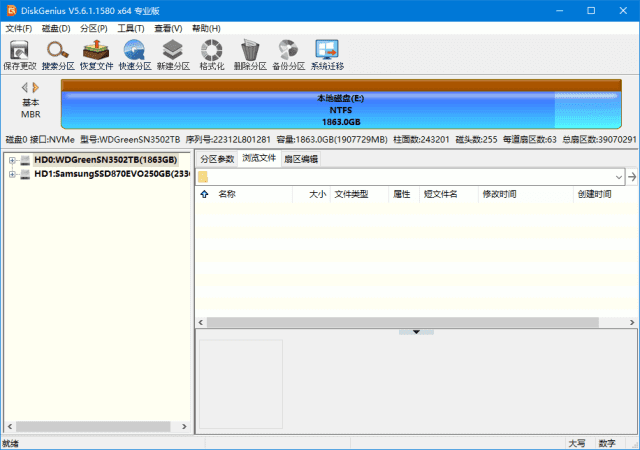 DiskGenius V5.6.1.1580 x64 专业版
文件(F) 磁盘(D) 分区(P) 工具(T) 查看(V) 帮助(H)
保存更改 搜索分区 恢复文件 快速分区 新建分区 格式化 删除分区 备份分区 系统迁移
基本
MBR
本地磁盘(E:)
NTFS
1863.0GB
磁盘0 接口:NVMe 型号:WDGreenSN3502TB 序列号:22312L801281 容量:1863.0GB(1907729MB) 柱面数:243201 磁头数:255 每道扇区数:63 总扇区数:39070291
HD0:WDGreenSN3502TB(1863GB)
HD1:SamsungSSD870EVO250GB(233
分区参数 浏览文件 扇区编辑
名称 大小 文件类型 属性 短文件名 修改时间 创建时间
就绪 大写 数字